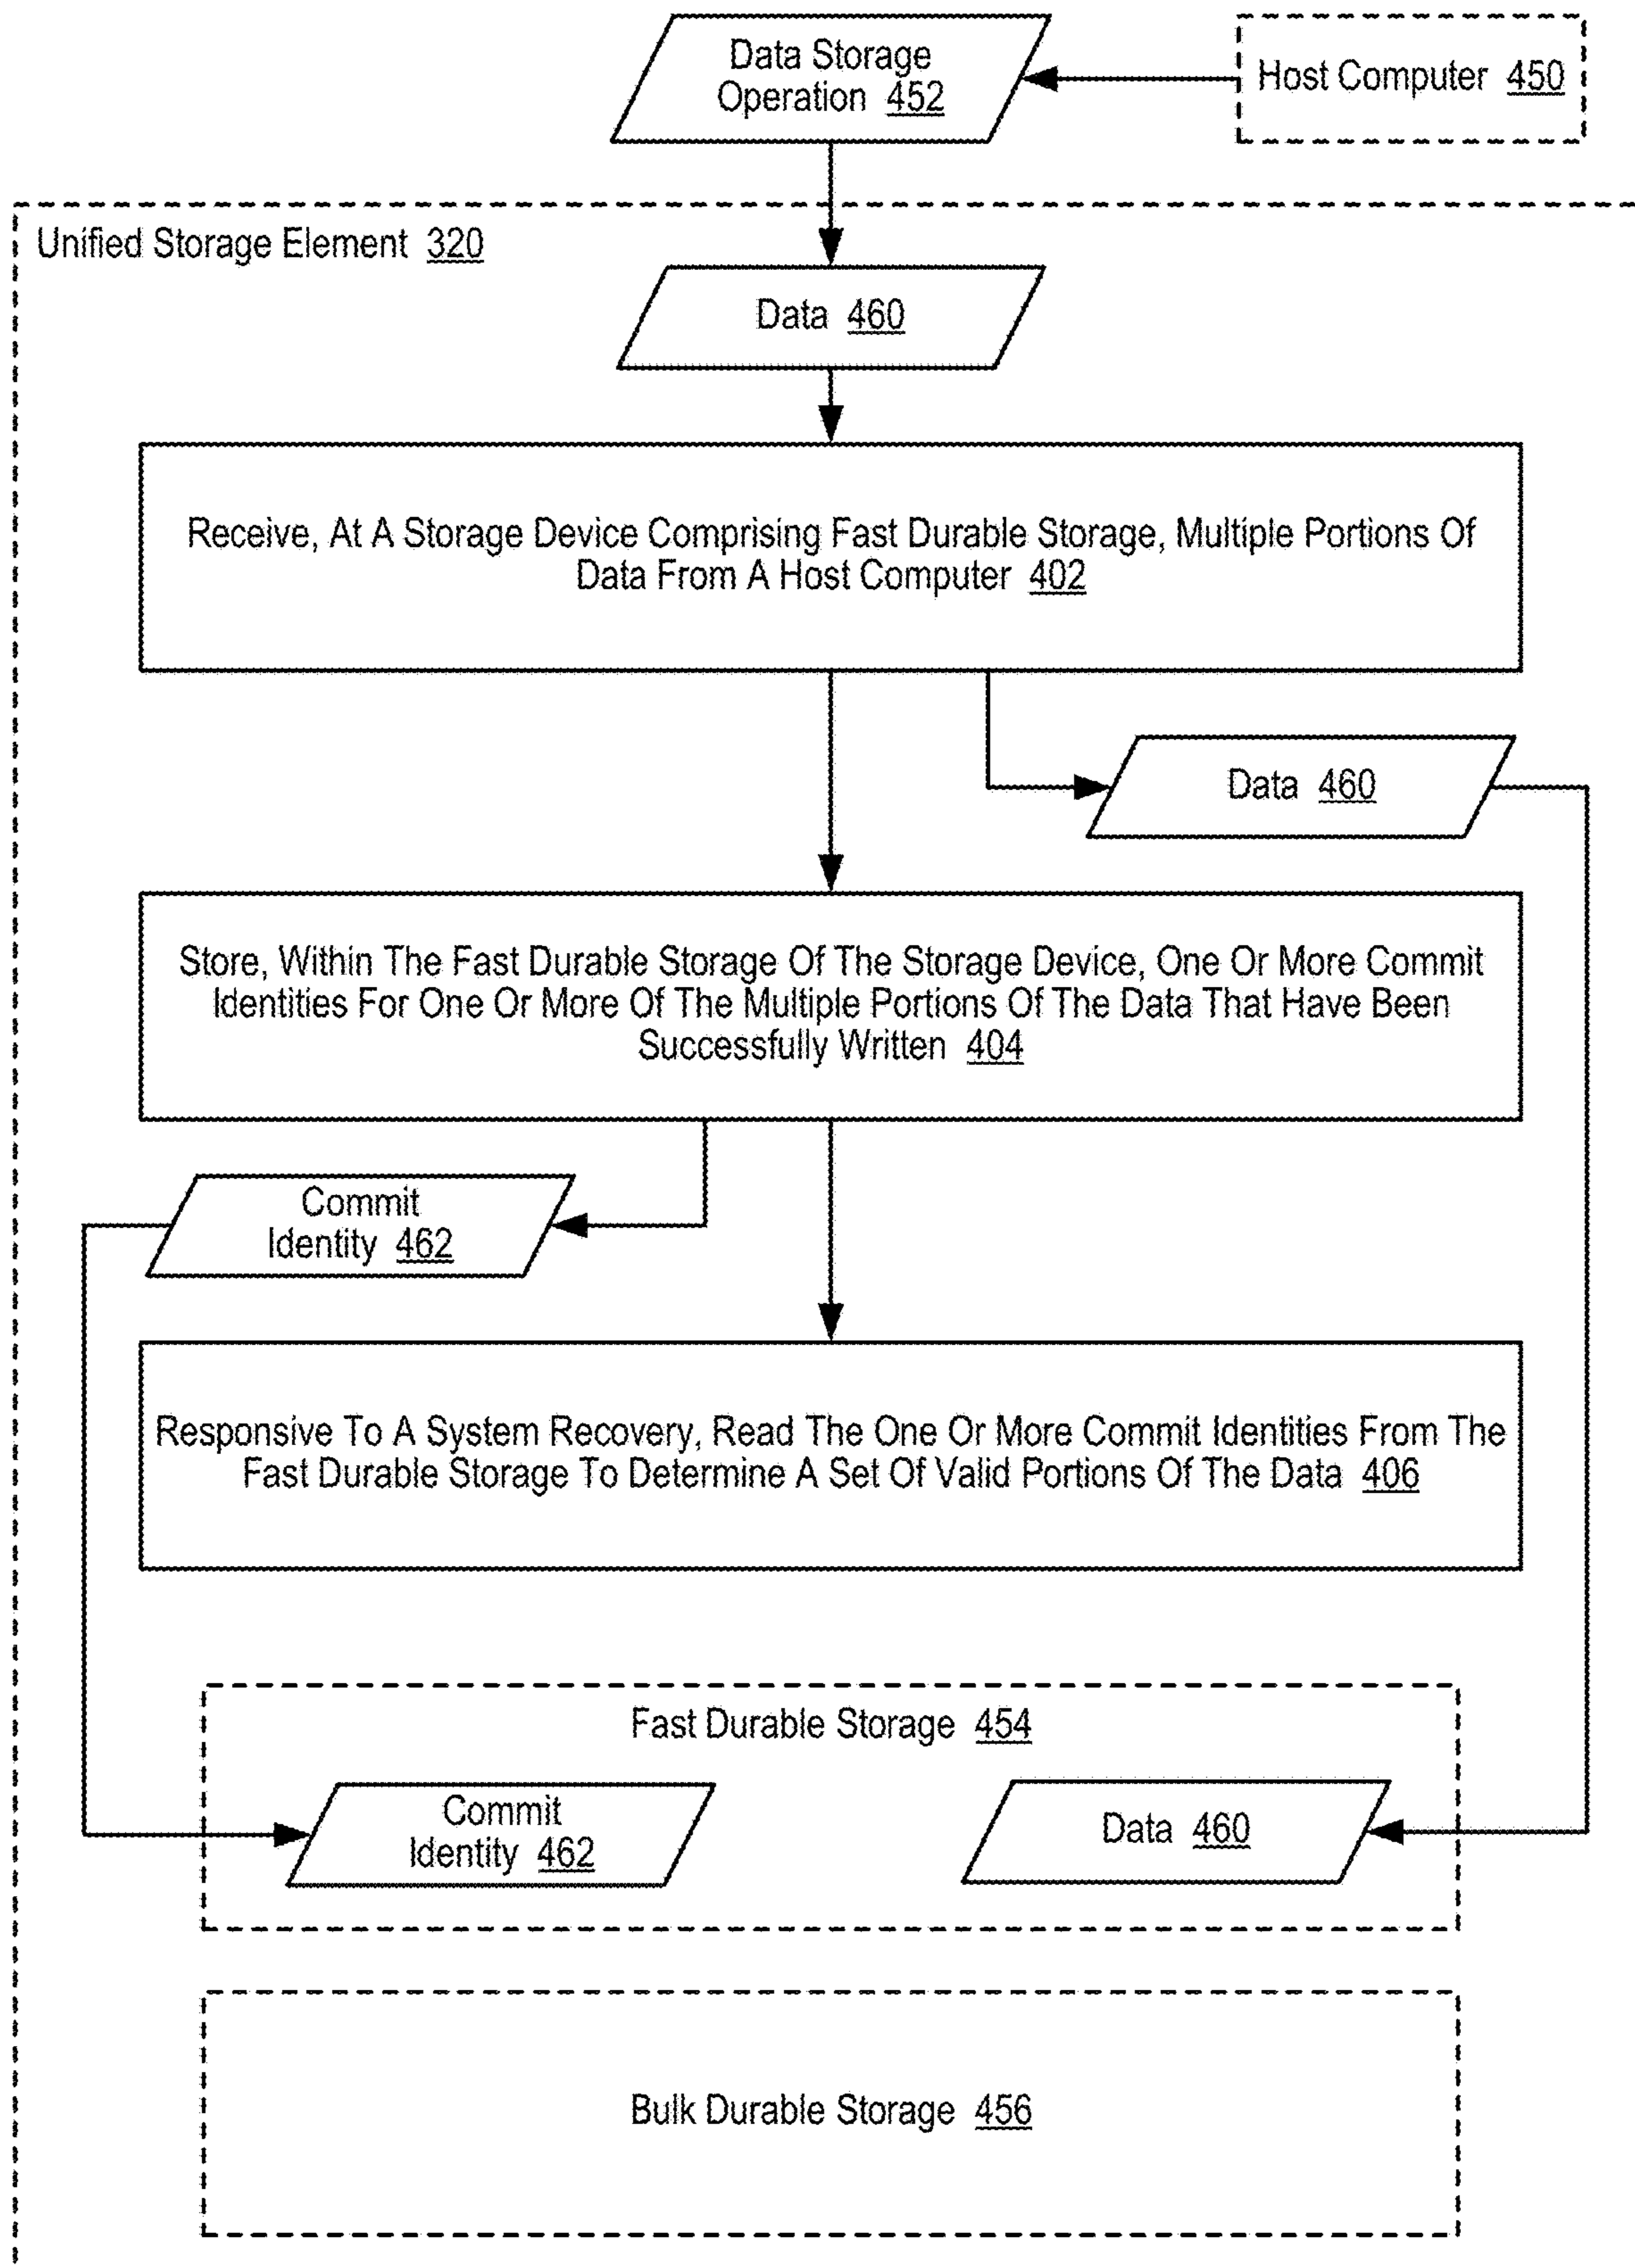 Data Storage
Operation 452
Host Computer 450
Unified Storage Element 320
Data 460
Receive, At A Storage Device Comprising Fast Durable Storage, Multiple Portions Of
Data From A Host Computer 402
Data 460
Store, Within The Fast Durable Storage Of The Storage Device, One Or More Commit
Identities For One Or More Of The Multiple Portions Of The Data That Have Been
Successfully Written 404
Commit
Identity 462
Responsive To A System Recovery, Read The One Or More Commit Identities From The
Fast Durable Storage To Determine A Set Of Valid Portions Of The Data 406
Fast Durable Storage 454
Commit
Identity 462
Data 460
Bulk Durable Storage 456